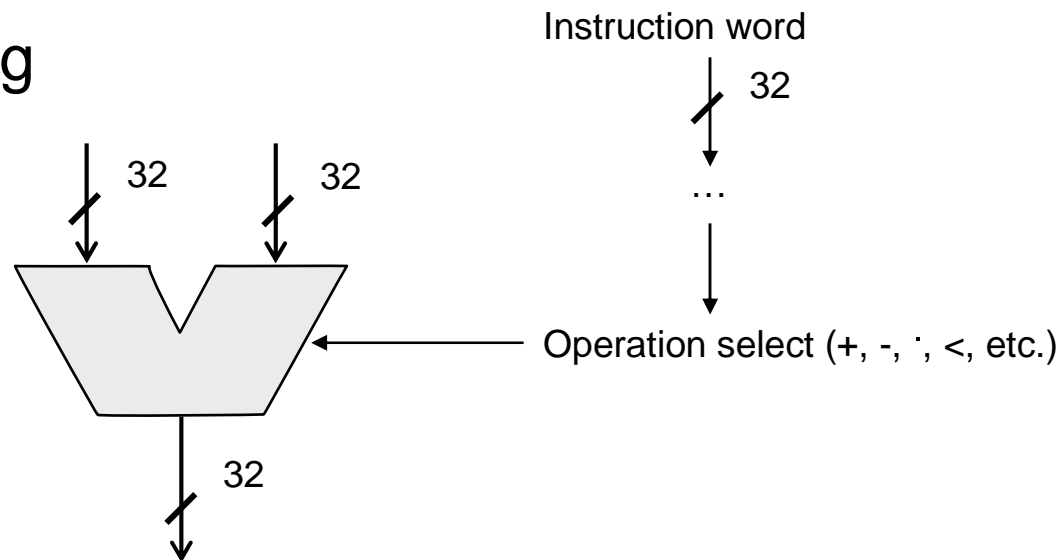 g
Instruction word
32
32
32
…
Operation select (+, -, ·, <, etc.)
32